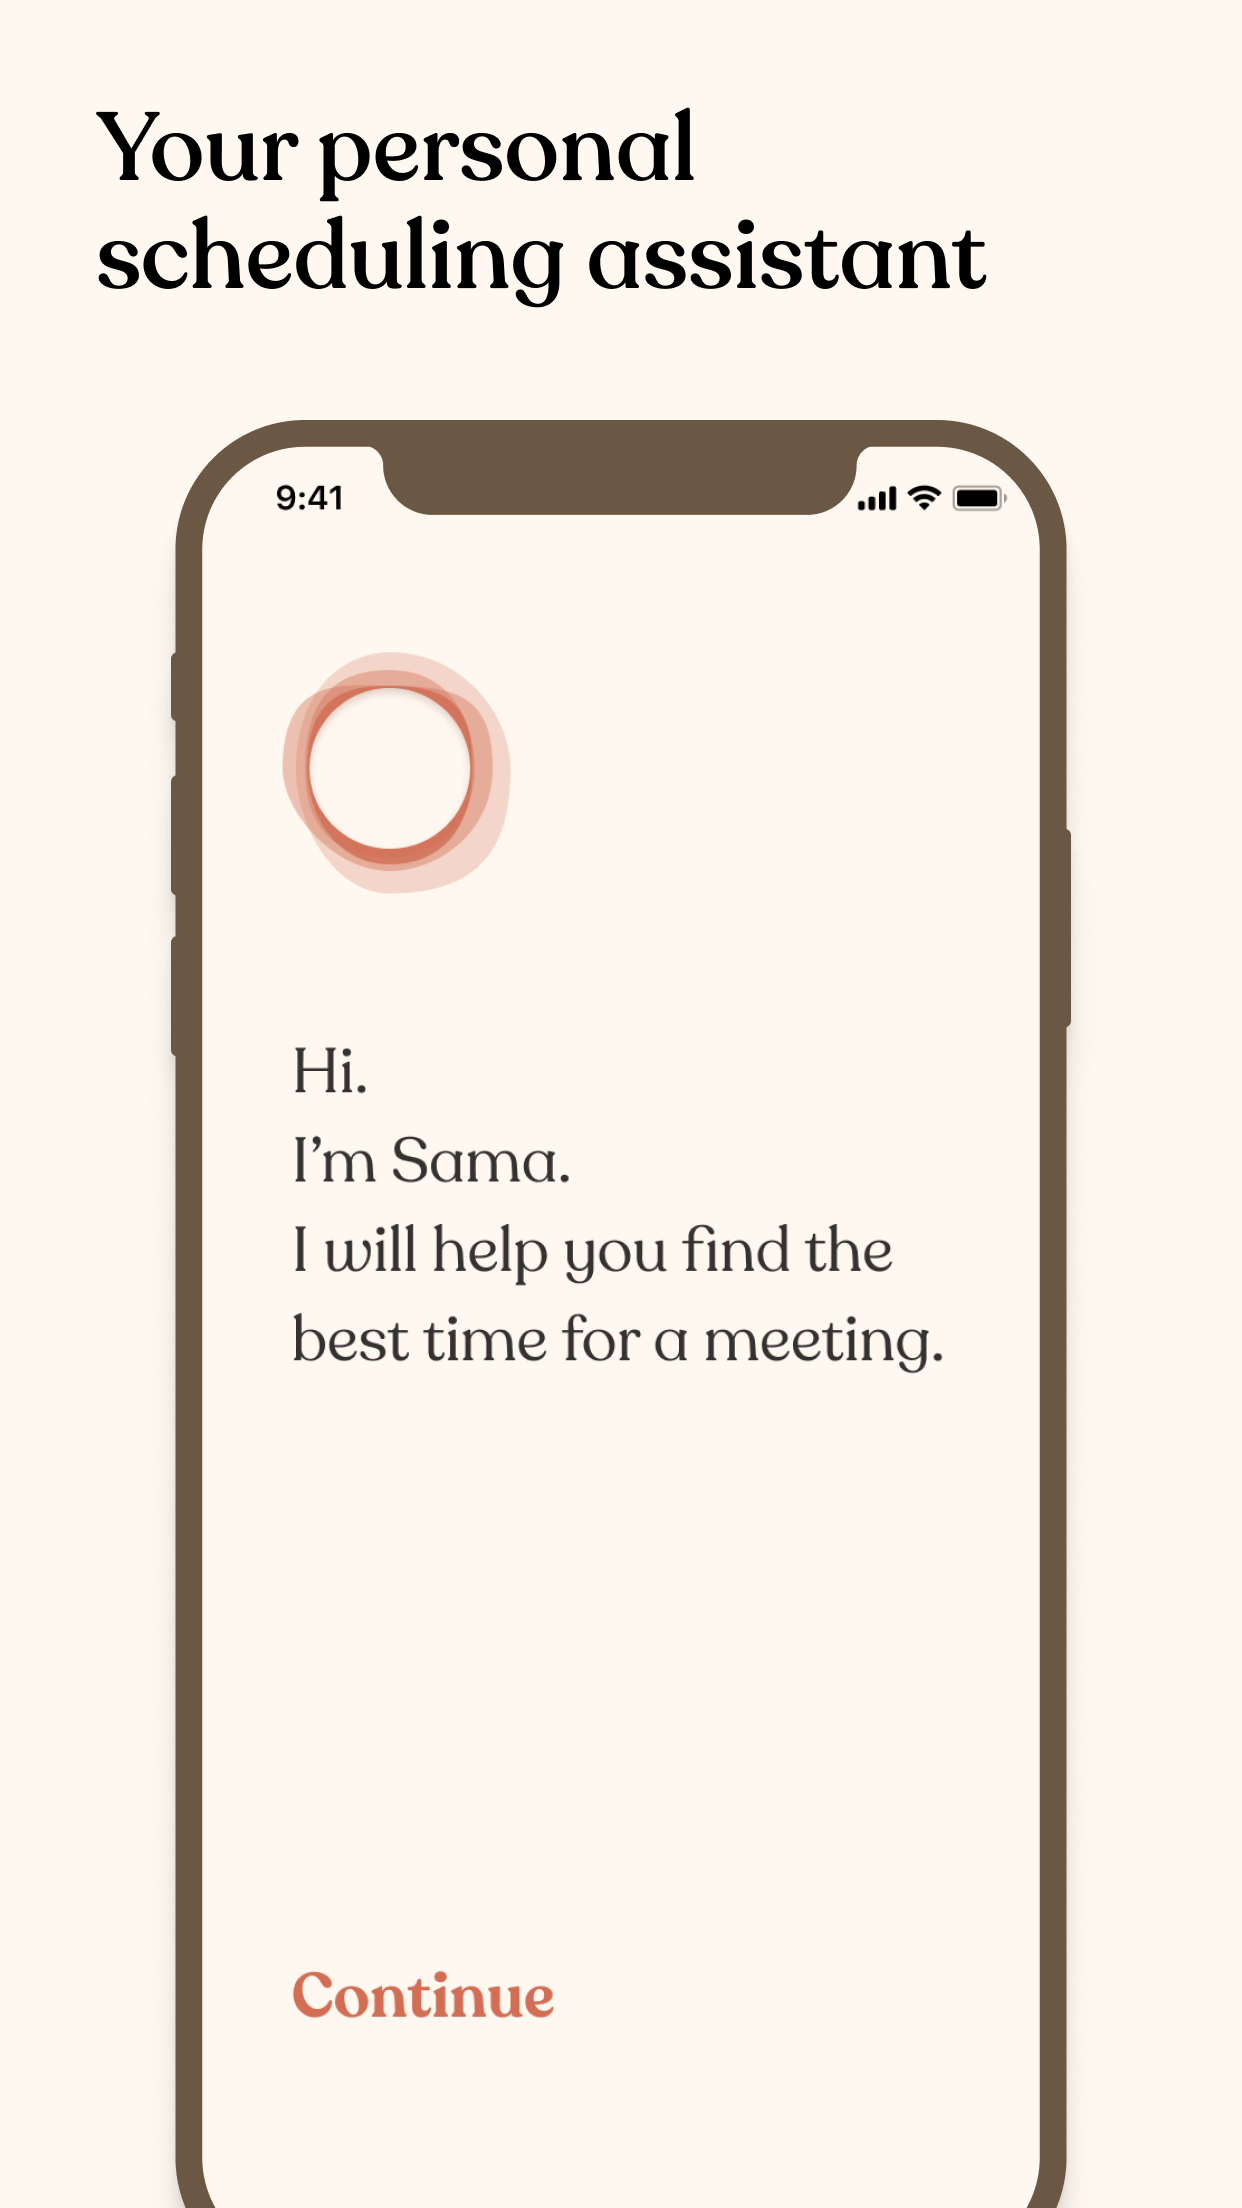 Your personal
scheduling assistant
9:41
Hi.
I’m Sama.
I will help you find the
best time for a meeting.
Continue